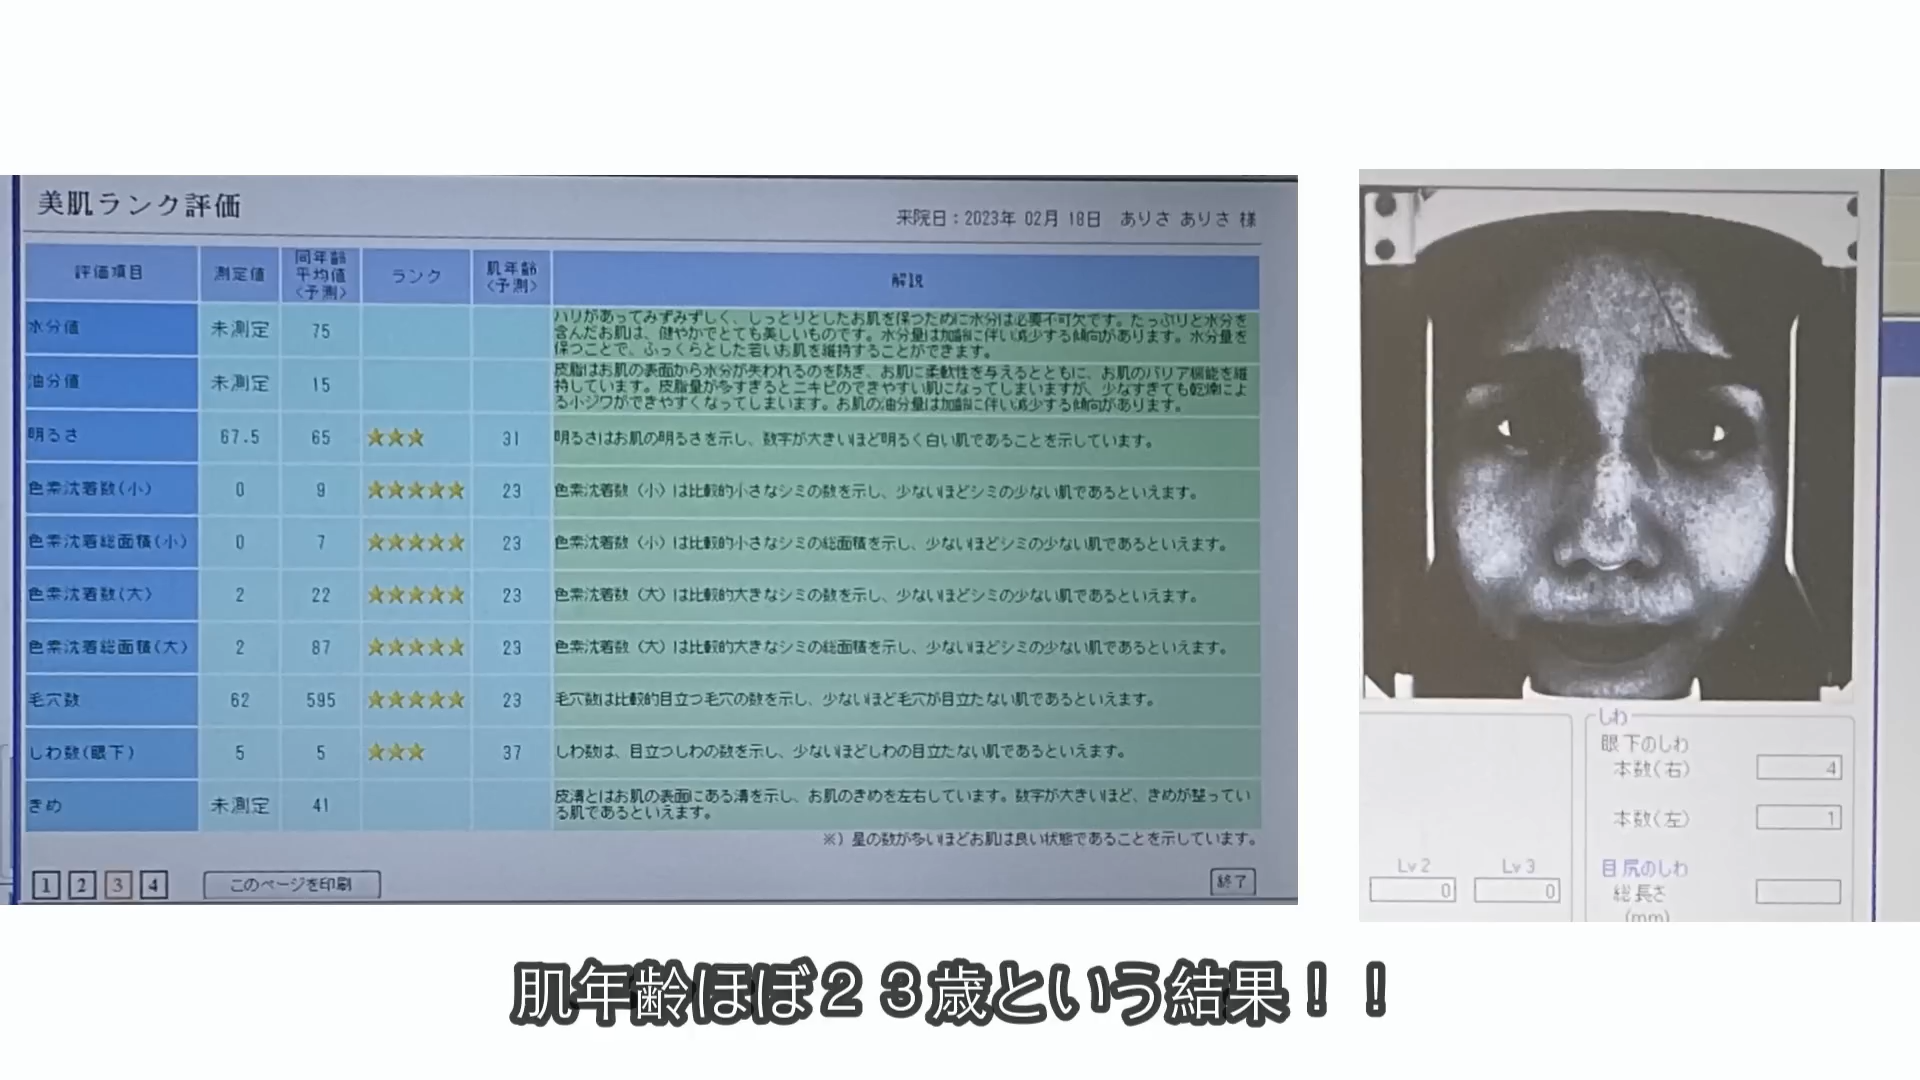 美肌ランク評価
来院日：2023年 02月 18日　ありさ ありさ 様
評価項目 測定値 同年齢平均値<予測> ランク 肌年齢<予測> 解説
水分値 未測定 75 ハリがあってみずみずしく、しっとりとしたお肌を保つために水分は必要不可欠です。たっぷりと水分を
含んだお肌は、健やかでとても美しいものです。水分量は加齢に伴い減少する傾向があります。水分量を
保つことで、ふっくらとした若いお肌を維持することができます。
油分値 未測定 15 皮脂はお肌の表面から水分が失われるのを防ぎ、お肌に柔軟性を与えるとともに、お肌のバリア機能を維
持しています。皮脂量が多すぎるとニキビのできやすい肌になってしまいますが、少なすぎても乾燥によ
る小ジワができやすくなってしまいます。お肌の油分量は加齢に伴い減少する傾向があります。
明るさ 67.5 65 ★★★ 31 明るさはお肌の明るさを示し、数字が大きいほど明るく白い肌であることを示しています。
色素沈着数(小) 0 9 ★★★★★ 23 色素沈着数（小）は比較的小さなシミの数を示し、少ないほどシミの少ない肌であるといえます。
色素沈着総面積(小) 0 7 ★★★★★ 23 色素沈着数（小）は比較的小さなシミの総面積を示し、少ないほどシミの少ない肌であるといえます。
色素沈着数(大) 2 22 ★★★★★ 23 色素沈着数（大）は比較的大きなシミの数を示し、少ないほどシミの少ない肌であるといえます。
色素沈着総面積(大) 2 87 ★★★★★ 23 色素沈着数（大）は比較的大きなシミの総面積を示し、少ないほどシミの少ない肌であるといえます。
毛穴数 62 595 ★★★★★ 23 毛穴数は比較的目立つ毛穴の数を示し、少ないほど毛穴が目立たない肌であるといえます。
しわ数(眼下) 5 5 ★★★ 37 しわ数は、目立つしわの数を示し、少ないほどしわの目立たない肌であるといえます。
きめ 未測定 41 皮溝とはお肌の表面にある溝を示し、お肌のきめを左右しています。数字が大きいほど、きめが整ってい
る肌であるといえます。
※）星の数が多いほどお肌は良い状態であることを示しています。
1 2 3 4 このページを印刷 終了
しわ
眼下のしわ
本数(右) 4
本数(左) 1
Lv2 Lv3
0 0
目尻のしわ
総長さ
(mm)
肌年齢ほぼ２３歳という結果！！